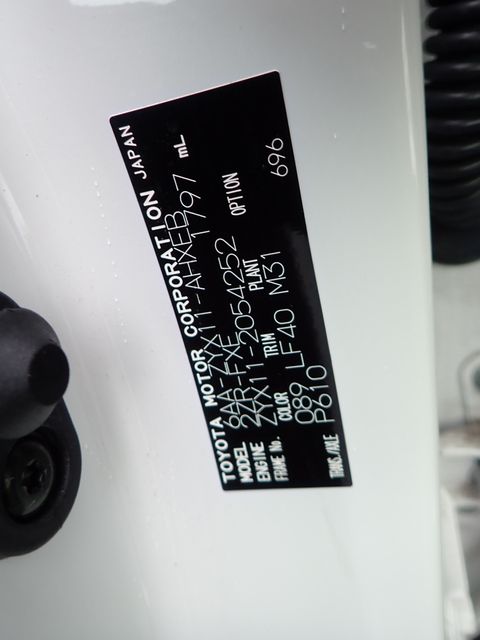 TOYOTA MOTOR CORPORATION JAPAN
MODEL 6AA-ZYX11-AHXEB
ENGINE 2ZR-FXE 1797 mL
FRAME No. ZYX11-2054252
COLOR TRIM PLANT OPTION
089 LF40 M31 696
TRANS./AXLE P610